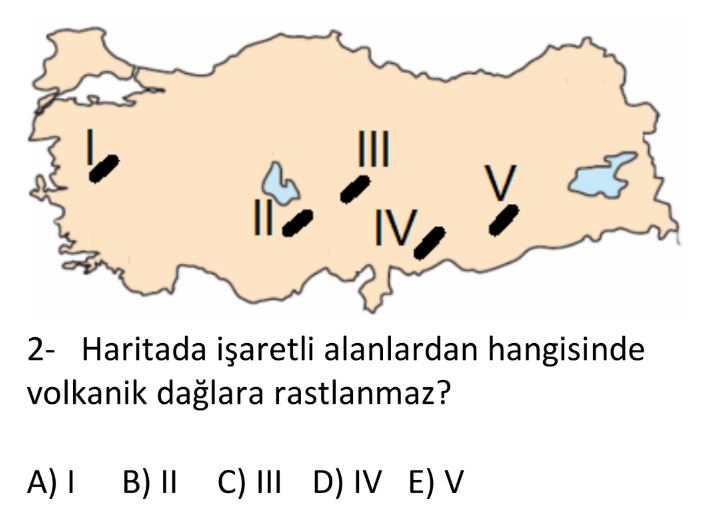 I
III
V
II
IV
2- Haritada işaretli alanlardan hangisinde
volkanik dağlara rastlanmaz?
A) I B) II C) III D) IV E) V